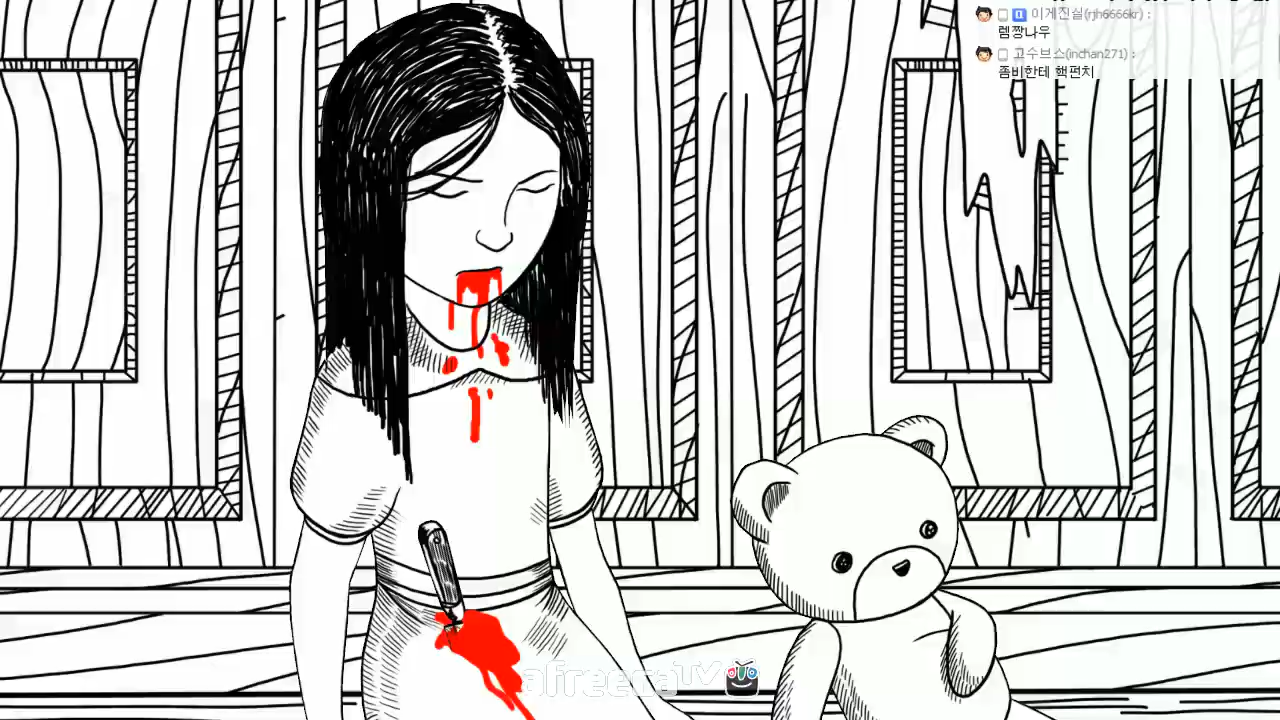 이게진실(rjh6666kr) :
렘짱나우
고수브스(inchan271) :
좀비한테 핵펀치
afreecaTV